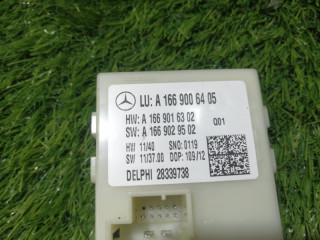 LU: A 166 900 64 05
HW: A 166 901 63 02 Q01
SW: A 166 902 95 02
HW 11/40 SNO: 0119
SW 11/37.00 DOP: 109/12
DELPHI 28339738